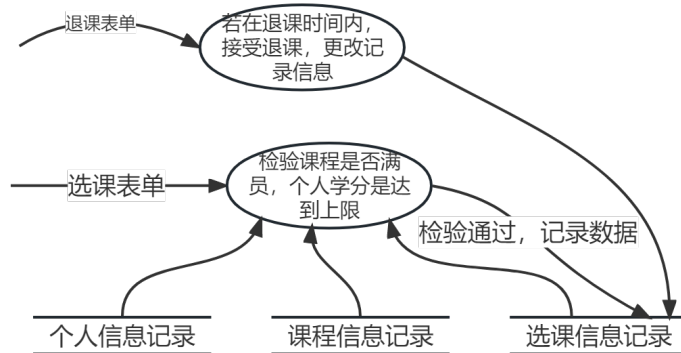 退课表单
若在退课时间内，
接受退课，更改记
录信息
选课表单
检验课程是否满
员，个人学分是达
到上限
检验通过，记录数据
个人信息记录
课程信息记录
选课信息记录